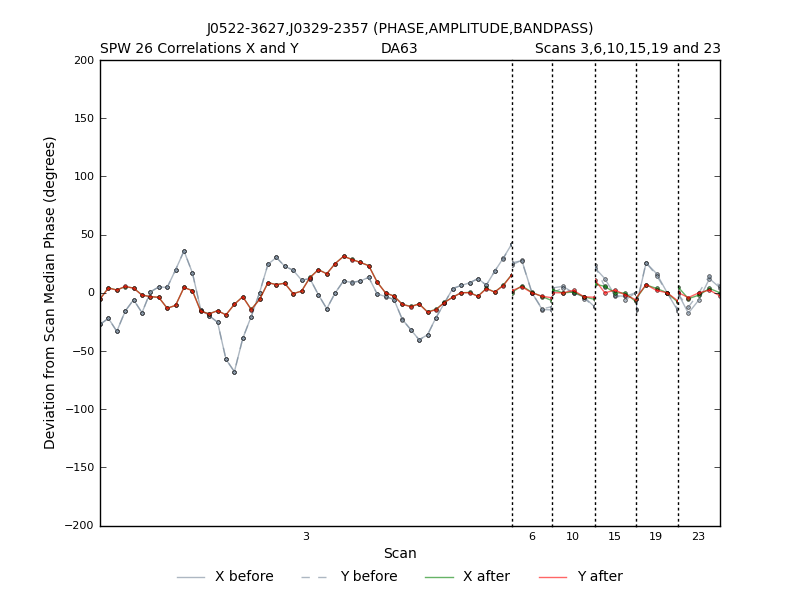 J0522-3627,J0329-2357 (PHASE,AMPLITUDE,BANDPASS)
SPW 26 Correlations X and Y DA63 Scans 3,6,10,15,19 and 23
200
150
100
50
0
−50
−100
−150
−200
Deviation from Scan Median Phase (degrees)
3 6 10 15 19 23
Scan
X before Y before X after Y after